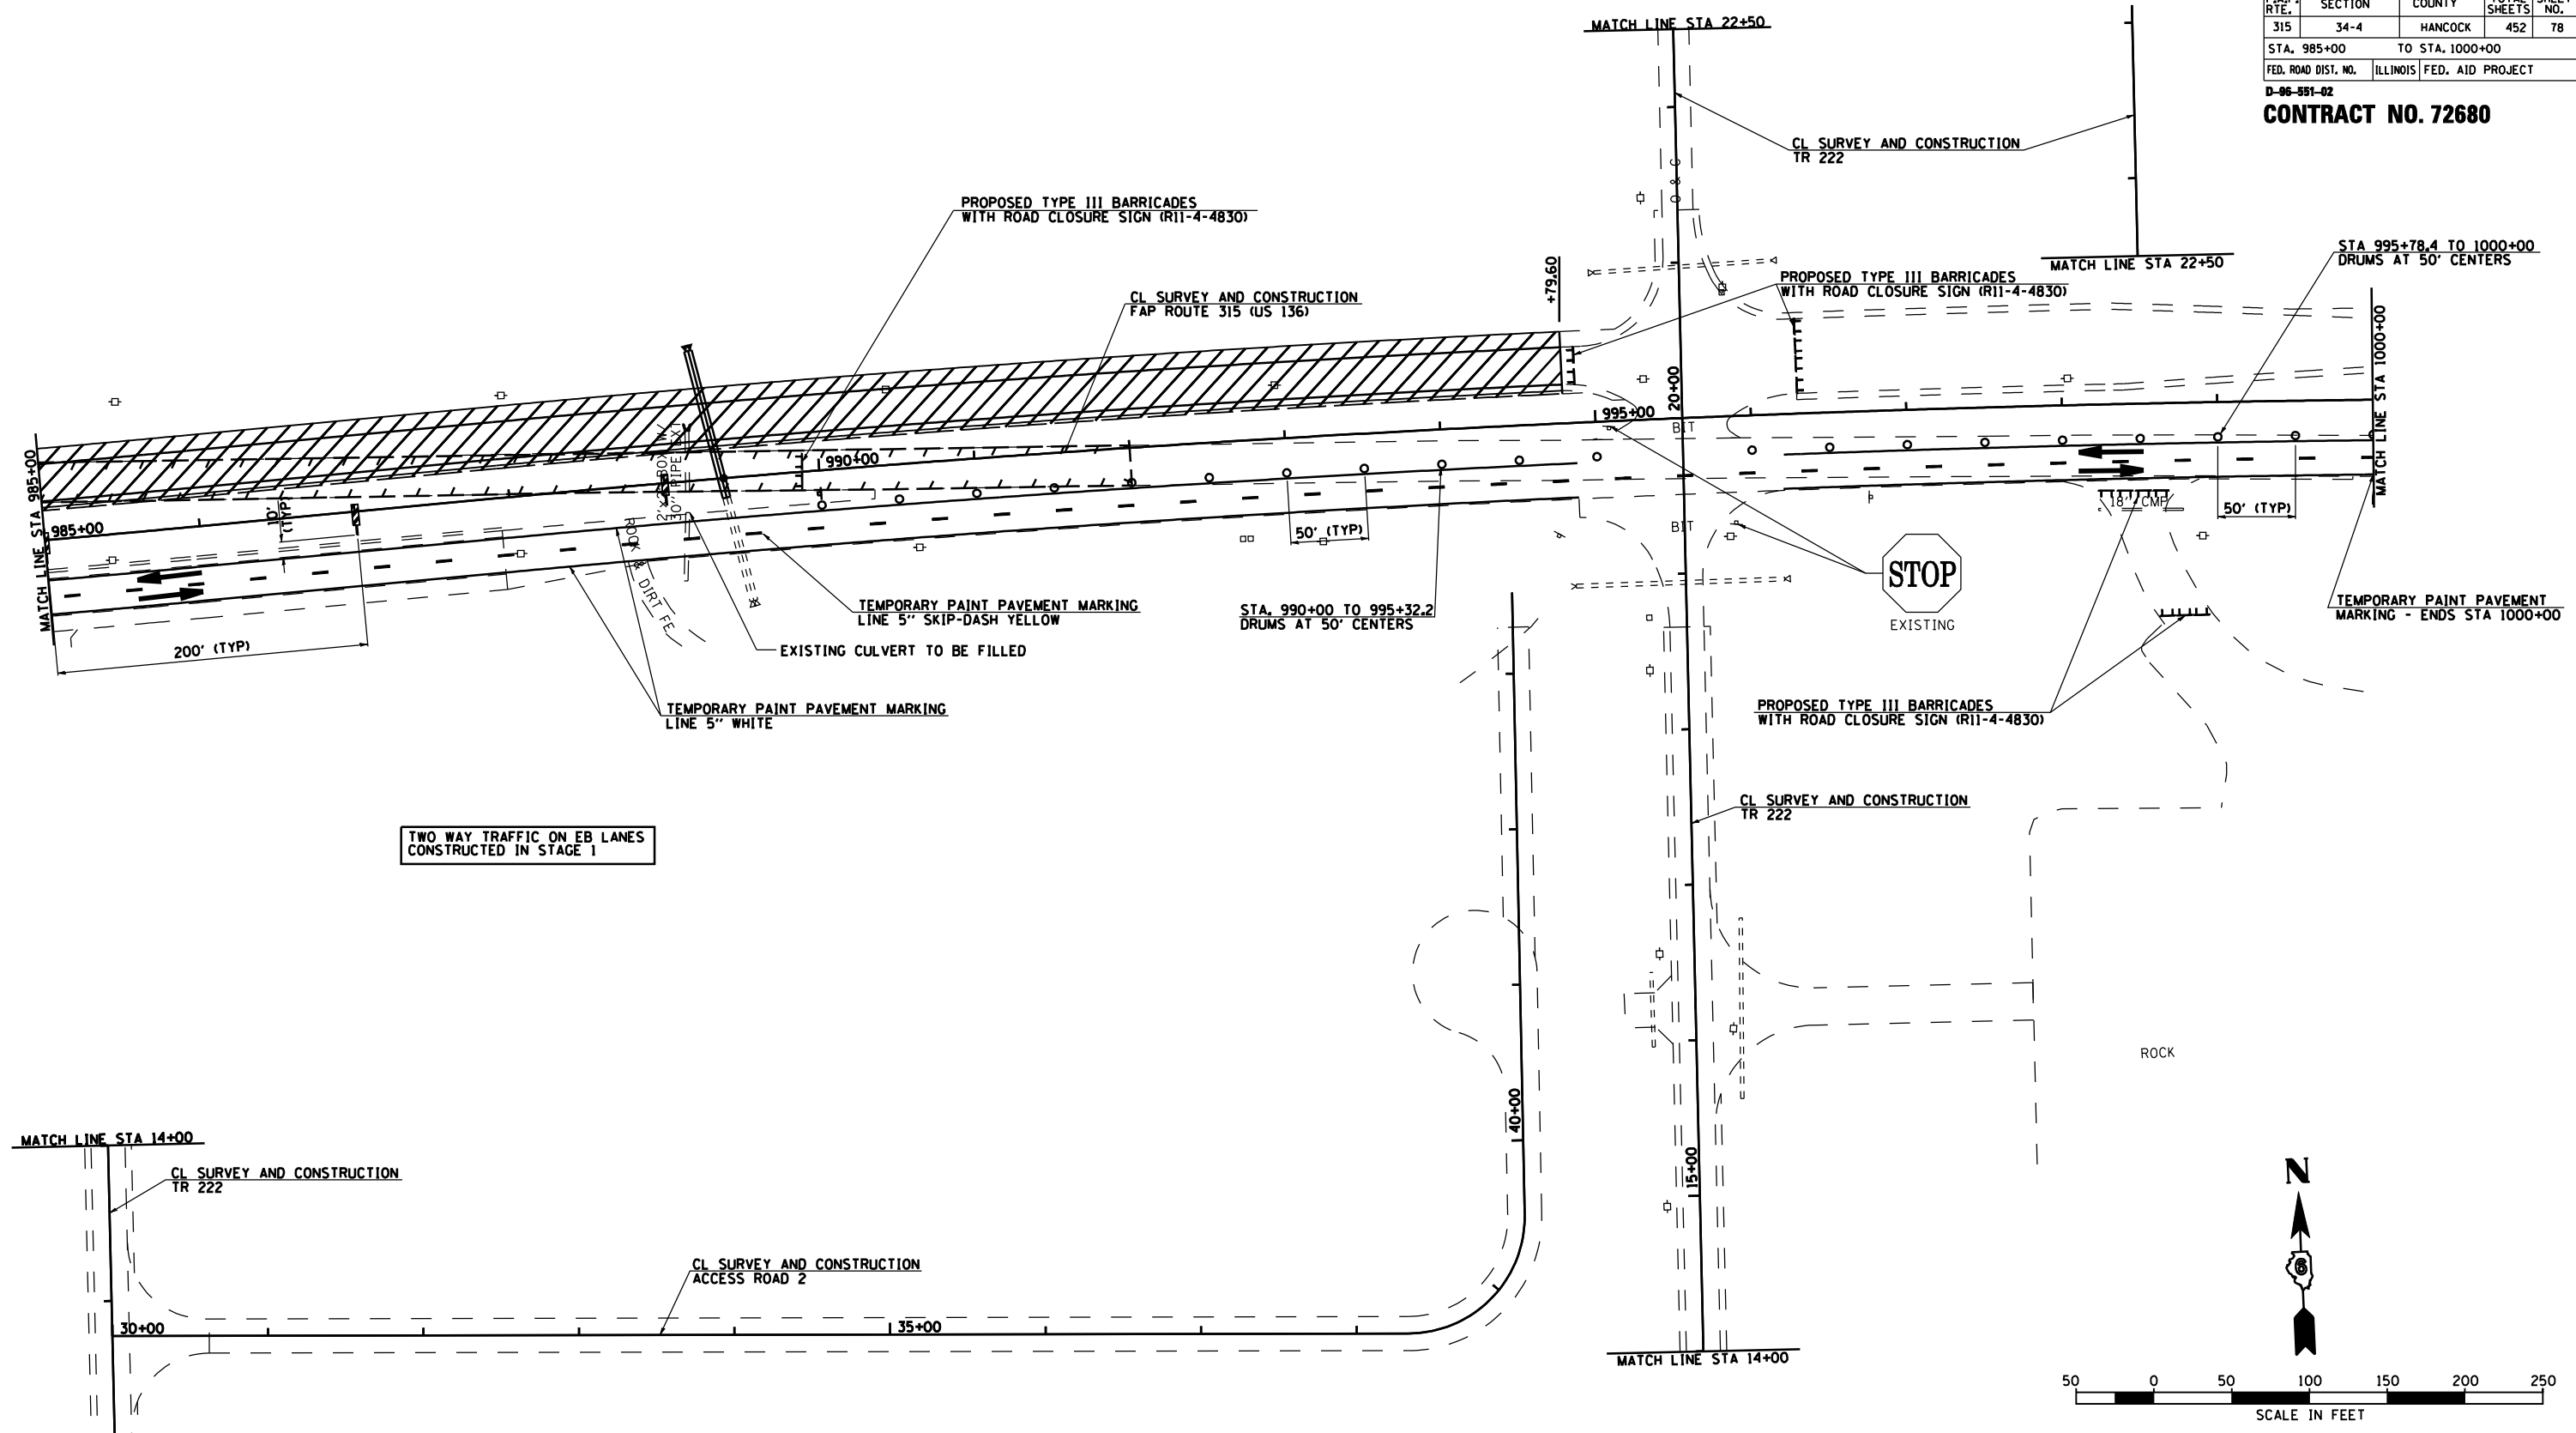 MATCH LINE STA 22+50
RTE.
SECTION
COUNTY
SHEETS
NO.
315
34-4
HANCOCK
452
78
STA. 985+00 TO STA. 1000+00
FED. ROAD DIST. NO.
ILLINOIS
FED. AID PROJECT
D-96-551-02
CONTRACT NO. 72680
CL SURVEY AND CONSTRUCTION
TR 222
O & C
PROPOSED TYPE III BARRICADES
WITH ROAD CLOSURE SIGN (R11-4-4830)
CL SURVEY AND CONSTRUCTION
FAP ROUTE 315 (US 136)
+79.60
PROPOSED TYPE III BARRICADES
WITH ROAD CLOSURE SIGN (R11-4-4830)
MATCH LINE STA 22+50
STA 995+78.4 TO 1000+00
DRUMS AT 50' CENTERS
MATCH LINE STA 1000+00
MATCH LINE STA 985+00
985+00
10'
(TYP)
990+00
995+00
20+00
BIT
BIT
30" PIPE EXT
ROCK & DIRT FE
200' (TYP)
50' (TYP)
18" CMP
50' (TYP)
STOP
EXISTING
TEMPORARY PAINT PAVEMENT MARKING
LINE 5" SKIP-DASH YELLOW
EXISTING CULVERT TO BE FILLED
STA. 990+00 TO 995+32.2
DRUMS AT 50' CENTERS
TEMPORARY PAINT PAVEMENT
MARKING - ENDS STA 1000+00
TEMPORARY PAINT PAVEMENT MARKING
LINE 5" WHITE
PROPOSED TYPE III BARRICADES
WITH ROAD CLOSURE SIGN (R11-4-4830)
CL SURVEY AND CONSTRUCTION
TR 222
TWO WAY TRAFFIC ON EB LANES
CONSTRUCTED IN STAGE 1
ROCK
40+00
15+00
MATCH LINE STA 14+00
CL SURVEY AND CONSTRUCTION
TR 222
CL SURVEY AND CONSTRUCTION
ACCESS ROAD 2
30+00
35+00
MATCH LINE STA 14+00
N
6
50 0 50 100 150 200 250
SCALE IN FEET